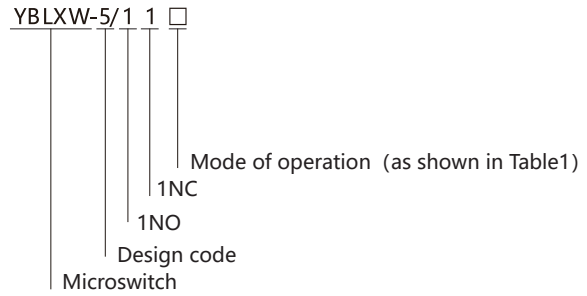 YBLXW-5/1 1 □
Mode of operation (as shown in Table1)
1NC
1NO
Design code
Microswitch